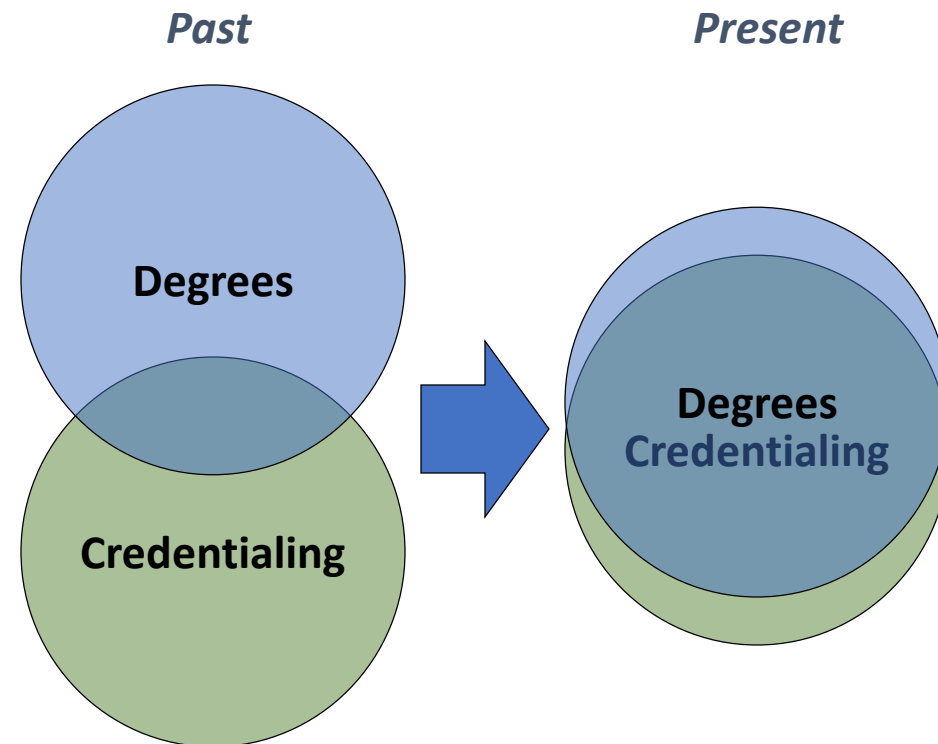 Past
Present
Degrees
Credentialing
Degrees
Credentialing